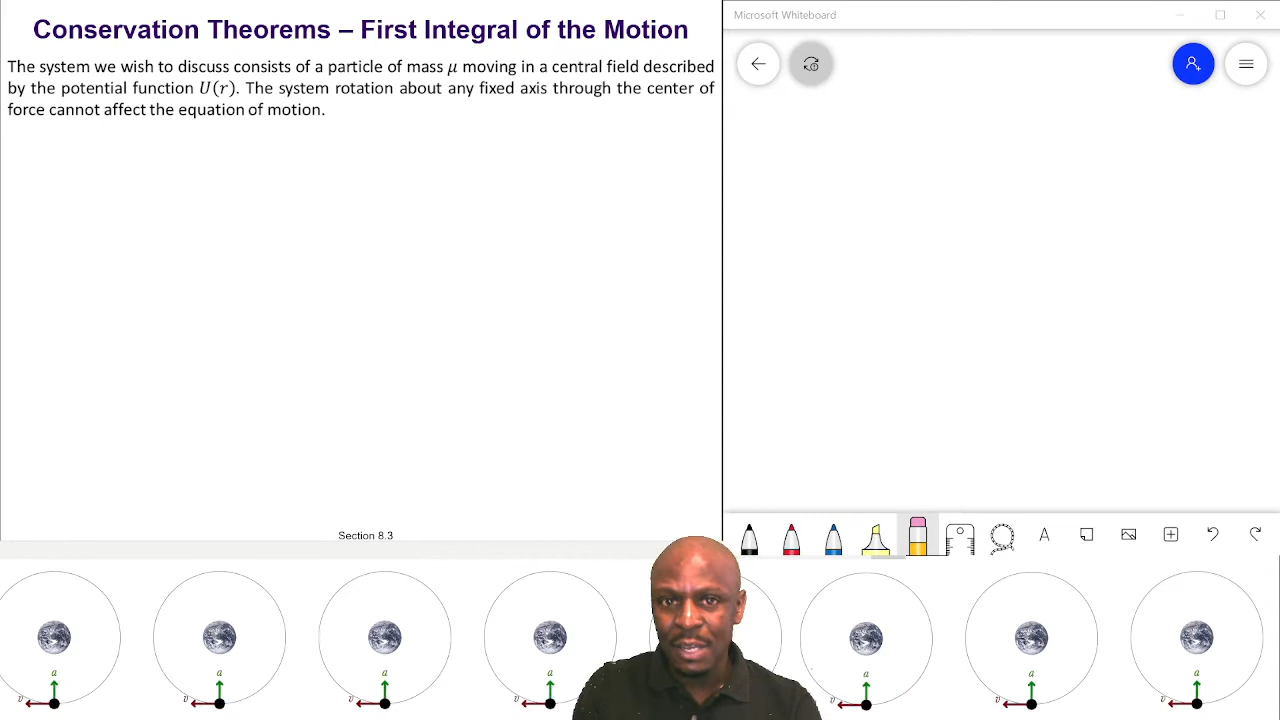 Conservation Theorems – First Integral of the Motion
The system we wish to discuss consists of a particle of mass μ moving in a central field described
by the potential function U(r). The system rotation about any fixed axis through the center of
force cannot affect the equation of motion.
Section 8.3
Microsoft Whiteboard
A
a
v
a
v
a
v
a
v
a
v
a
v
a
v